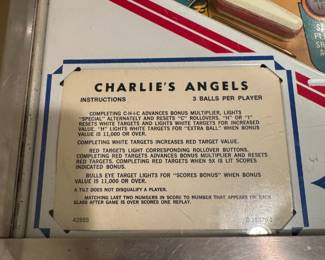 CHARLIE'S ANGELS
INSTRUCTIONS 3 BALLS PER PLAYER
COMPLETING C-H-I-C ADVANCES BONUS MULTIPLIER, LIGHTS
"SPECIAL" ALTERNATELY AND RESETS "C" ROLLOVERS. "H" OR "I"
RESETS WHITE TARGETS AND LIGHTS WHITE TARGETS FOR INCREASED
VALUE. "H" LIGHTS WHITE TARGETS FOR "EXTRA BALL" WHEN BONUS
VALUE IS 11,000 OR OVER.
COMPLETING WHITE TARGETS INCREASES RED TARGET VALUE.
RED TARGETS LIGHT CORRESPONDING ROLLOVER BUTTONS.
COMPLETING RED TARGETS ADVANCES BONUS MULTIPLIER AND RESETS
RED TARGETS. COMPLETING RED TARGETS WHEN 5X IS LIT SCORES
INDICATED BONUS.
BULLS EYE TARGET LIGHTS FOR "SCORES BONUS" WHEN BONUS
VALUE IS 11,000 OR OVER.
A TILT DOES NOT DISQUALIFY A PLAYER.
MATCHING LAST TWO NUMBERS IN SCORE TO NUMBER THAT APPEARS ON BACK
GLASS AFTER GAME IS OVER SCORES ONE REPLAY.